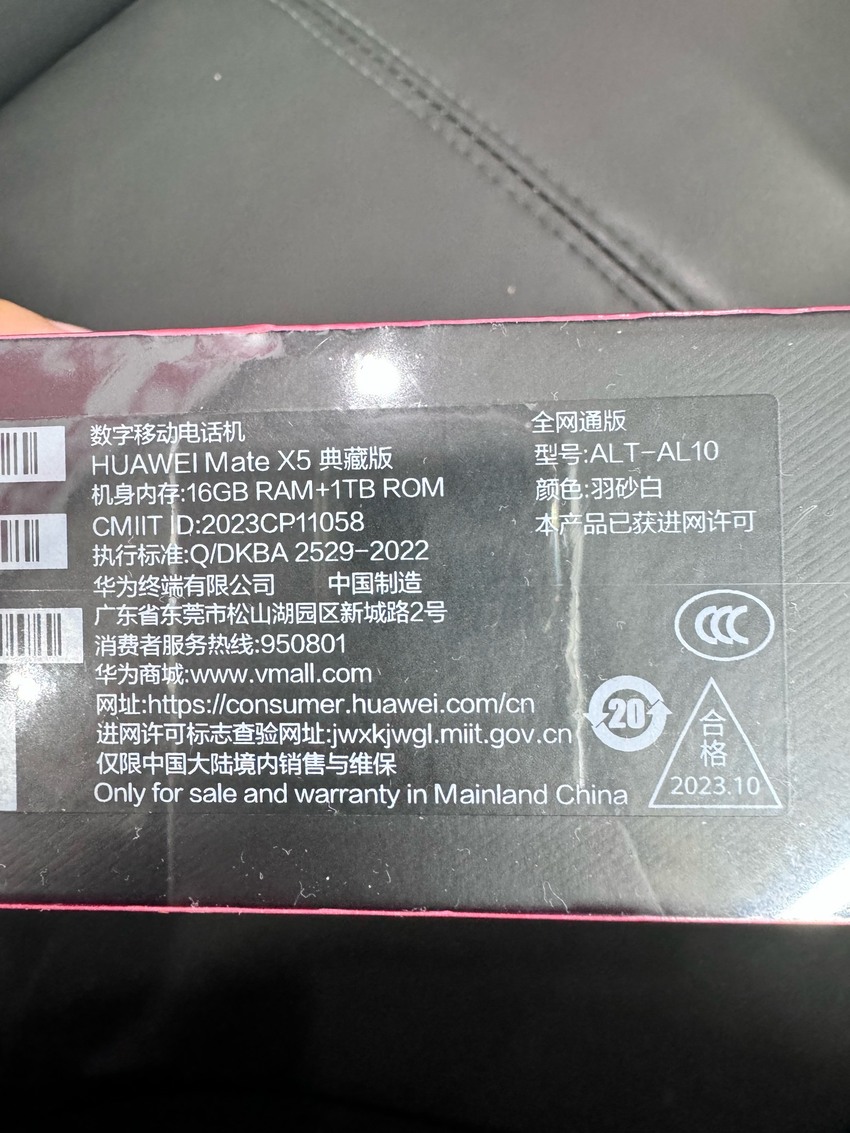 数字移动电话机
HUAWEI Mate X5 典藏版
机身内存:16GB RAM+1TB ROM
CMIIT ID:2023CP11058
执行标准:Q/DKBA 2529-2022
华为终端有限公司 中国制造
广东省东莞市松山湖园区新城路2号
消费者服务热线:950801
华为商城:www.vmall.com
网址:https://consumer.huawei.com/cn
进网许可标志查验网址:jwxkjwgl.miit.gov.cn
仅限中国大陆境内销售与维保
Only for sale and warranty in Mainland China
全网通版
型号:ALT-AL10
颜色:羽砂白
本产品已获进网许可
CCC
20
合格
2023.10